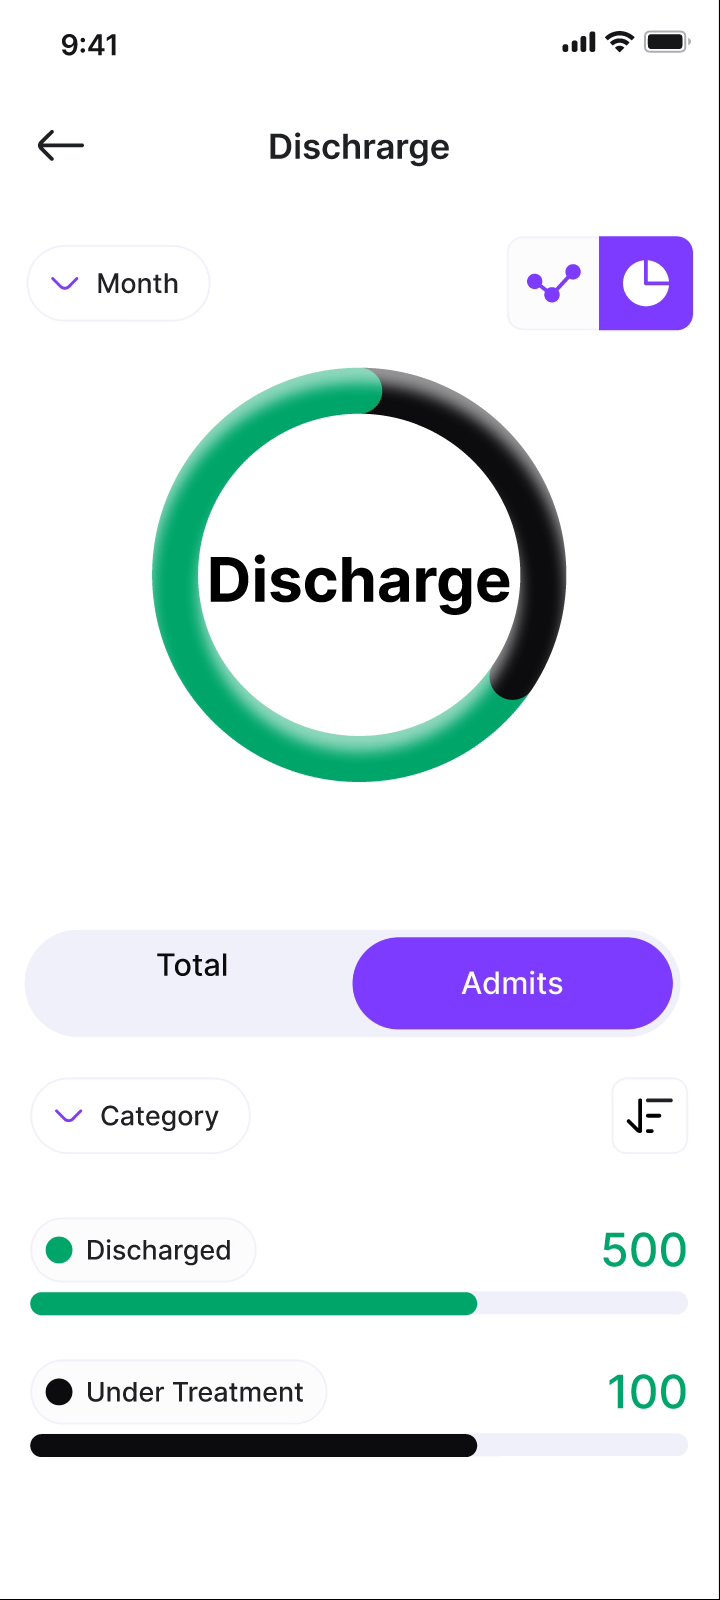 9:41
Dischrarge
Month
Discharge
Total
Admits
Category
Discharged
500
Under Treatment
100